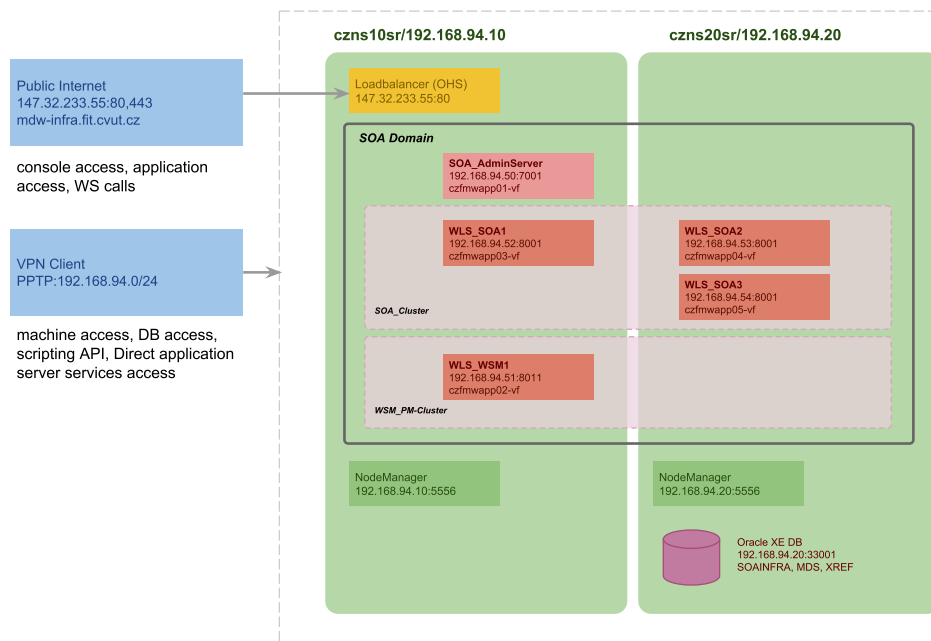 czns10sr/192.168.94.10
czns20sr/192.168.94.20
Public Internet
147.32.233.55:80,443
mdw-infra.fit.cvut.cz
console access, application
access, WS calls
VPN Client
PPTP:192.168.94.0/24
machine access, DB access,
scripting API, Direct application
server services access
Loadbalancer (OHS)
147.32.233.55:80
SOA Domain
SOA_AdminServer
192.168.94.50:7001
czfmwapp01-vf
WLS_SOA1
192.168.94.52:8001
czfmwapp03-vf
WLS_SOA2
192.168.94.53:8001
czfmwapp04-vf
WLS_SOA3
192.168.94.54:8001
czfmwapp05-vf
SOA_Cluster
WLS_WSM1
192.168.94.51:8011
czfmwapp02-vf
WSM_PM-Cluster
NodeManager
192.168.94.10:5556
NodeManager
192.168.94.20:5556
Oracle XE DB
192.168.94.20:33001
SOAINFRA, MDS, XREF